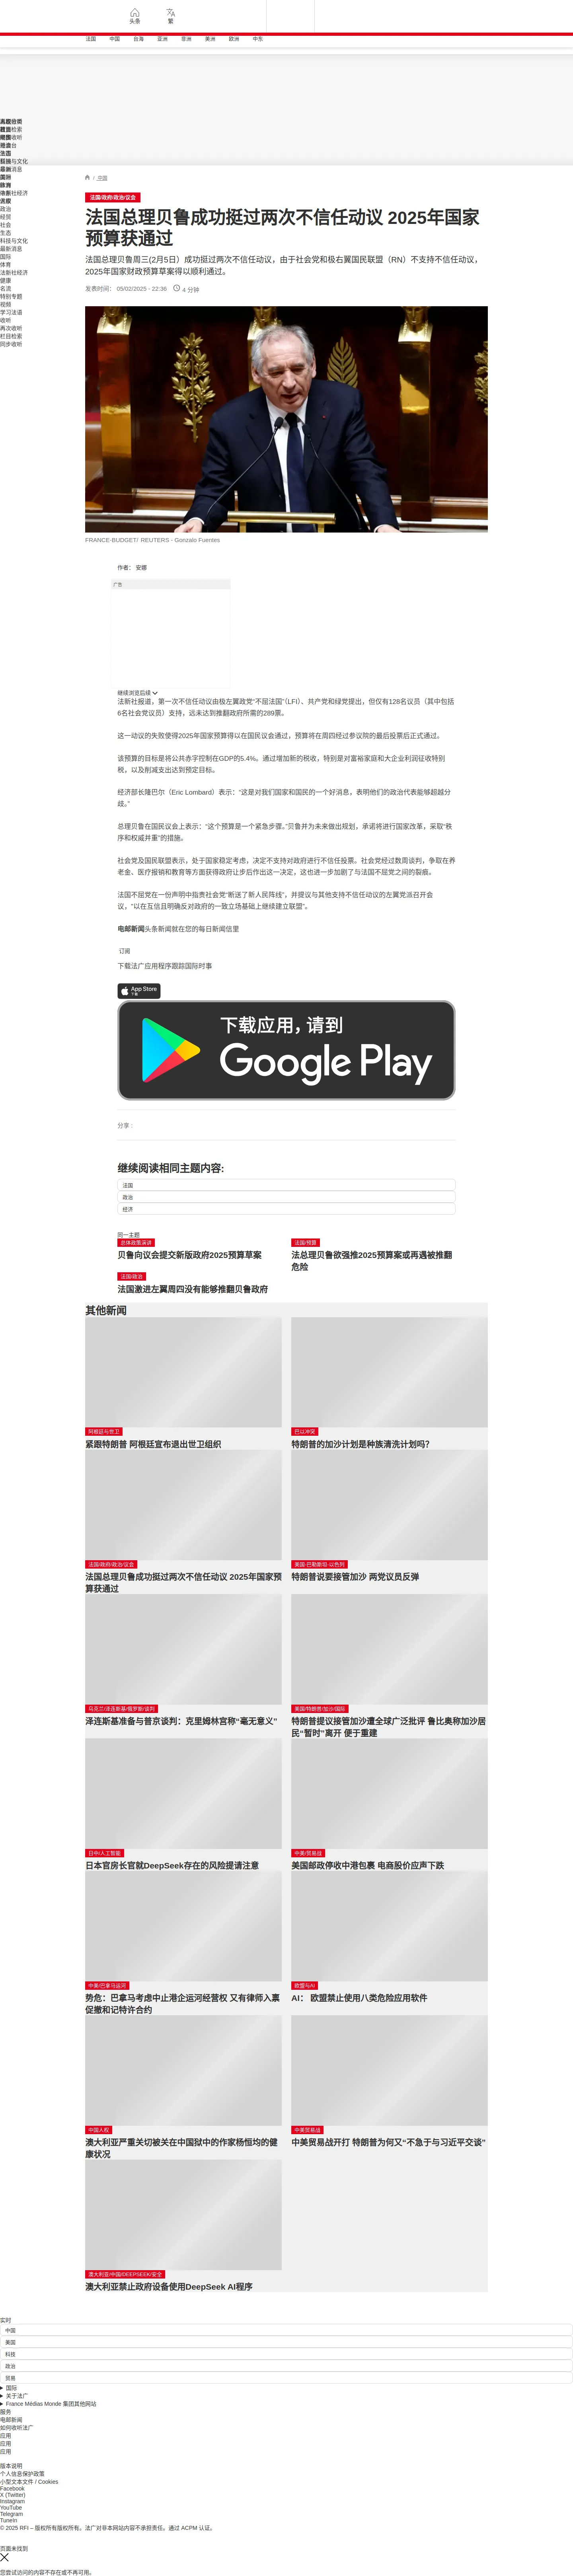 头条
繁
法国
中国
台海
亚洲
非洲
美洲
欧洲
中东
/ 中国
政治
经贸
社会
生态
科技与文化
最新消息
国际
体育
法新社经济
健康
名流
特别专题
视频
学习法语
收听
再次收听
栏目检索
同步收听
法国/政府/政治/议会
法国总理贝鲁成功挺过两次不信任动议 2025年国家预算获通过
法国总理贝鲁周三(2月5日）成功挺过两次不信任动议，由于社会党和极右翼国民联盟（RN）不支持不信任动议，
2025年国家财政预算草案得以顺利通过。
发表时间： 05/02/2025 - 22:36
4 分钟
FRANCE-BUDGET/ REUTERS - Gonzalo Fuentes
作者： 安娜
广告
继续浏览后续
法新社报道，第一次不信任动议由极左翼政党“不屈法国”（LFI）、共产党和绿党提出，但仅有128名议员（其中包括
6名社会党议员）支持，远未达到推翻政府所需的289票。
这一动议的失败使得2025年国家预算得以在国民议会通过，预算将在周四经过参议院的最后投票后正式通过。
该预算的目标是将公共赤字控制在GDP的5.4%。通过增加新的税收，特别是对富裕家庭和大企业利润征收特别
税，以及削减支出达到预定目标。
经济部长隆巴尔（Eric Lombard）表示：“这是对我们国家和国民的一个好消息，表明他们的政治代表能够超越分
歧。”
总理贝鲁在国民议会上表示：“这个预算是一个紧急步骤。”贝鲁并为未来做出规划，承诺将进行国家改革，采取“秩
序和权威并重”的措施。
社会党及国民联盟表示，处于国家稳定考虑，决定不支持对政府进行不信任投票。社会党经过数周谈判，争取在养
老金、医疗报销和教育等方面获得政府让步后作出这一决定，这也进一步加剧了与法国不屈党之间的裂痕。
法国不屈党在一份声明中指责社会党“断送了新人民阵线”，并提议与其他支持不信任动议的左翼党派召开会
议，"以在互信且明确反对政府的一致立场基础上继续建立联盟"。
电邮新闻头条新闻就在您的每日新闻信里
订阅
下载法广应用程序跟踪国际时事
App Store
下载
下载应用，请到
Google Play
分享 :
继续阅读相同主题内容:
法国
政治
经济
同一主题
总体政策演讲
贝鲁向议会提交新版政府2025预算草案
法国/预算
法总理贝鲁欲强推2025预算案或再遇被推翻危险
法国/政治
法国激进左翼周四没有能够推翻贝鲁政府
其他新闻
阿根廷与世卫
紧跟特朗普 阿根廷宣布退出世卫组织
巴以冲突
特朗普的加沙计划是种族清洗计划吗？
法国/政府/政治/议会
法国总理贝鲁成功挺过两次不信任动议 2025年国家预算获通过
美国-巴勒斯坦-以色列
特朗普说要接管加沙 两党议员反弹
乌克兰/泽连斯基/俄罗斯/谈判
泽连斯基准备与普京谈判：克里姆林宫称“毫无意义”
美国/特朗普/加沙/国际
特朗普提议接管加沙遭全球广泛批评 鲁比奥称加沙居民“暂时”离开 便于重建
日中/人工智能
日本官房长官就DeepSeek存在的风险提请注意
中美/贸易战
美国邮政停收中港包裹 电商股价应声下跌
中美/巴拿马运河
势危：巴拿马考虑中止港企运河经营权 又有律师入禀促撤和记特许合约
欧盟与AI
AI： 欧盟禁止使用八类危险应用软件
中国人权
澳大利亚严重关切被关在中国狱中的作家杨恒均的健康状况
中美贸易战
中美贸易战开打 特朗普为何又“不急于与习近平交谈”
澳大利亚/中国/DEEPSEEK/安全
澳大利亚禁止政府设备使用DeepSeek AI程序
实时
中国
美国
科技
政治
贸易
国际
关于法广
France Médias Monde 集团其他网站
服务
电邮新闻
如何收听法广
应用
应用
应用
版本说明
个人信息保护政策
小型文本文件 / Cookies
Facebook
X (Twitter)
Instagram
YouTube
Telegram
TuneIn
© 2025 RFI – 版权所有版权所有。法广对非本网站内容不承担责任。通过 ACPM 认证。
页面未找到
您尝试访问的内容不存在或不再可用。